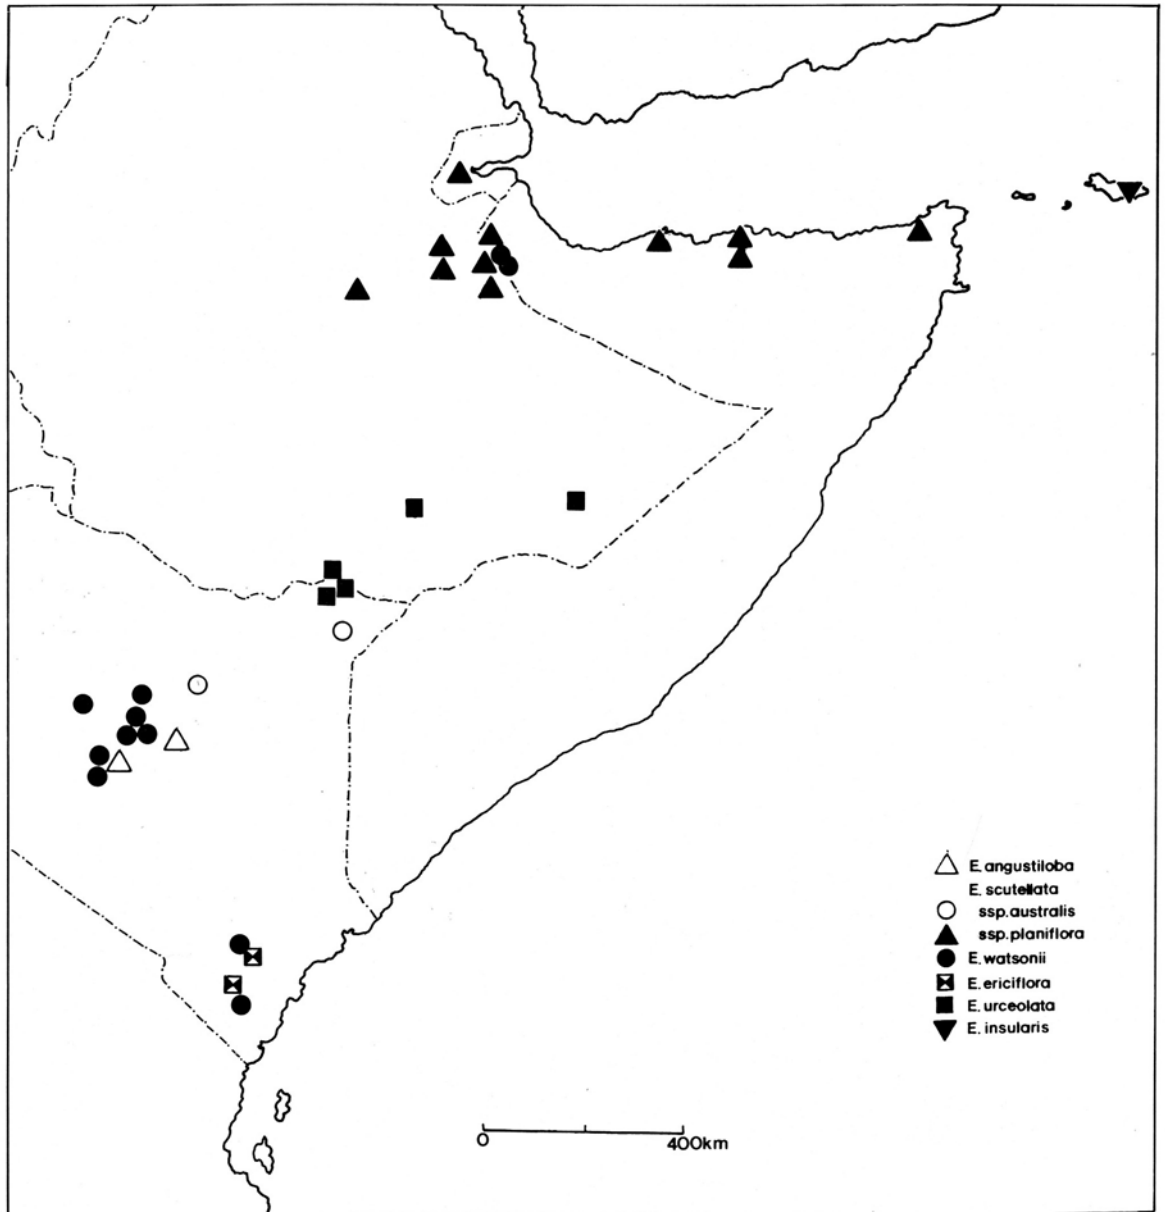 E. angustiloba
E. scutellata
ssp. australis
ssp. planiflora
E. watsonii
E. ericiflora
E. urceolata
E. insularis
0 400km